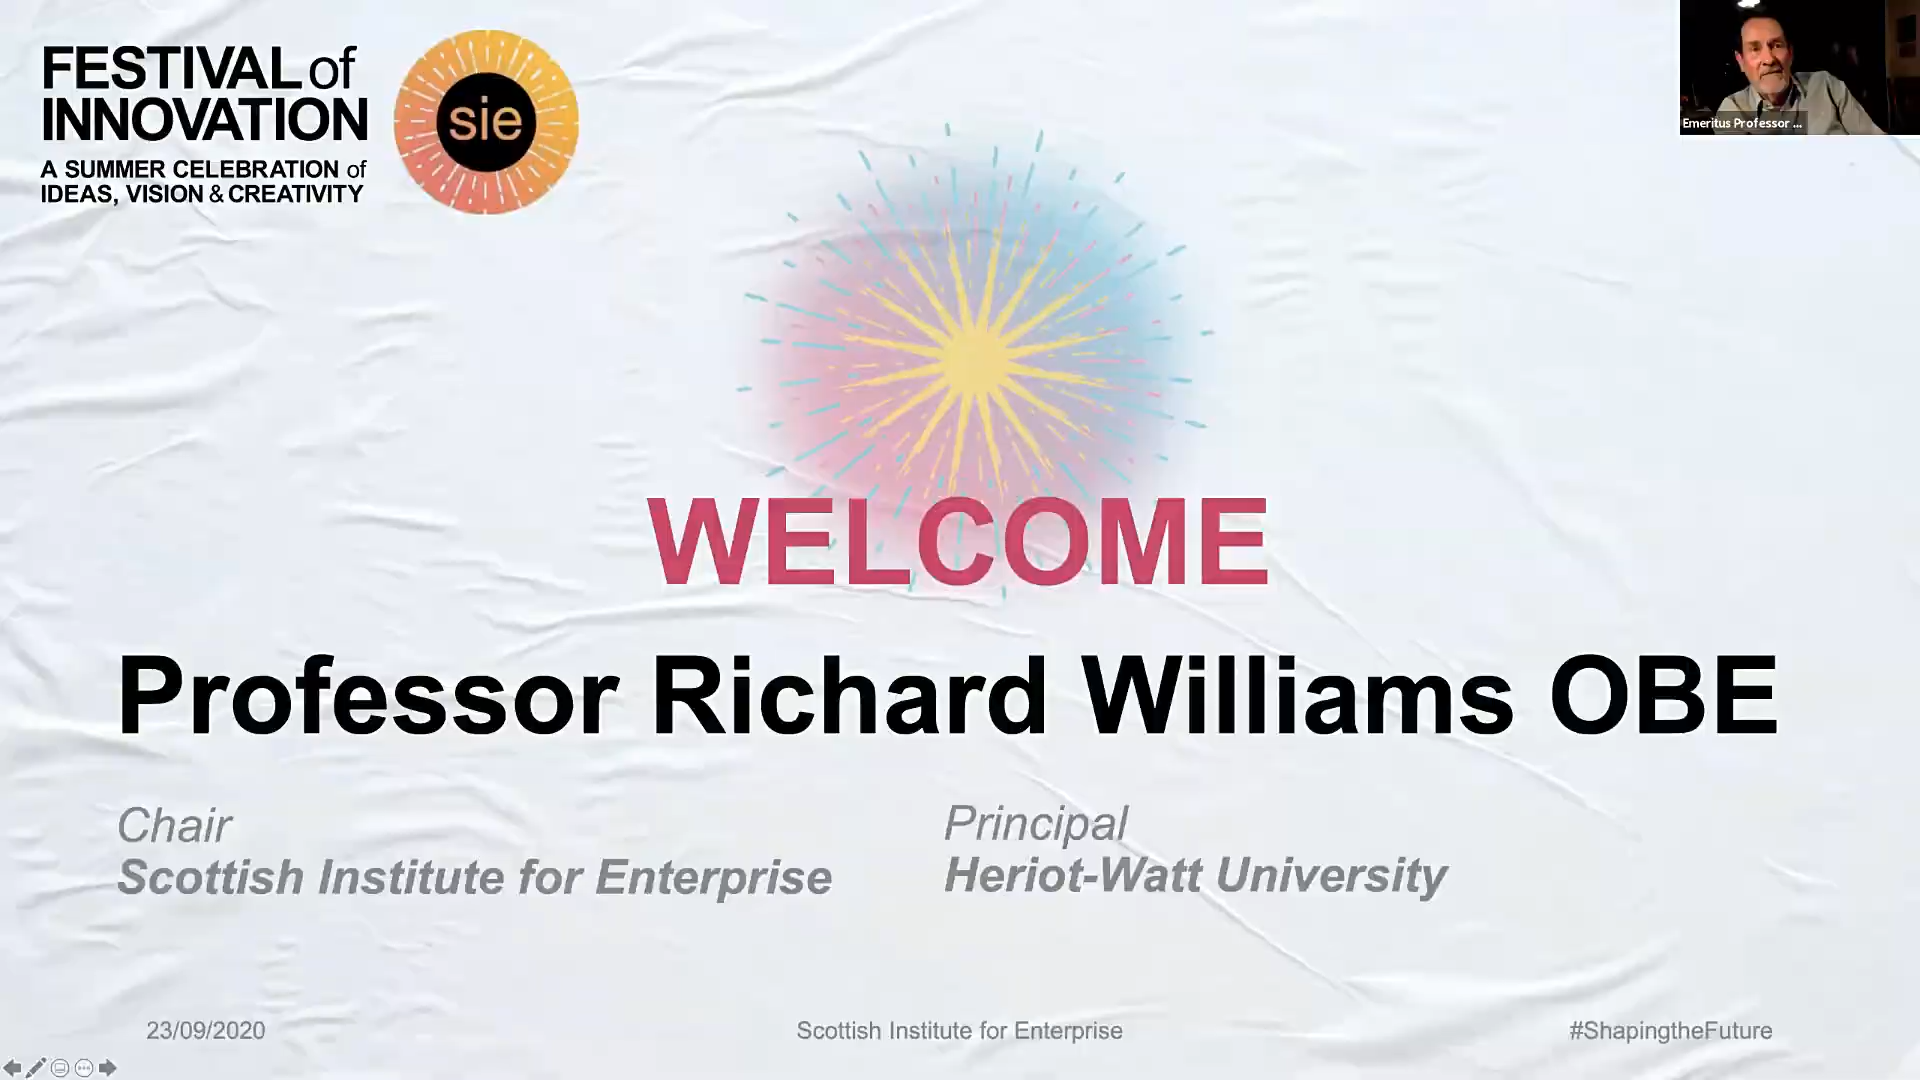 FESTIVAL of
INNOVATION
A SUMMER CELEBRATION of
IDEAS, VISION & CREATIVITY
sie
Emeritus Professor ...
WELCOME
Professor Richard Williams OBE
Chair
Scottish Institute for Enterprise
Principal
Heriot-Watt University
23/09/2020
Scottish Institute for Enterprise
#ShapingtheFuture